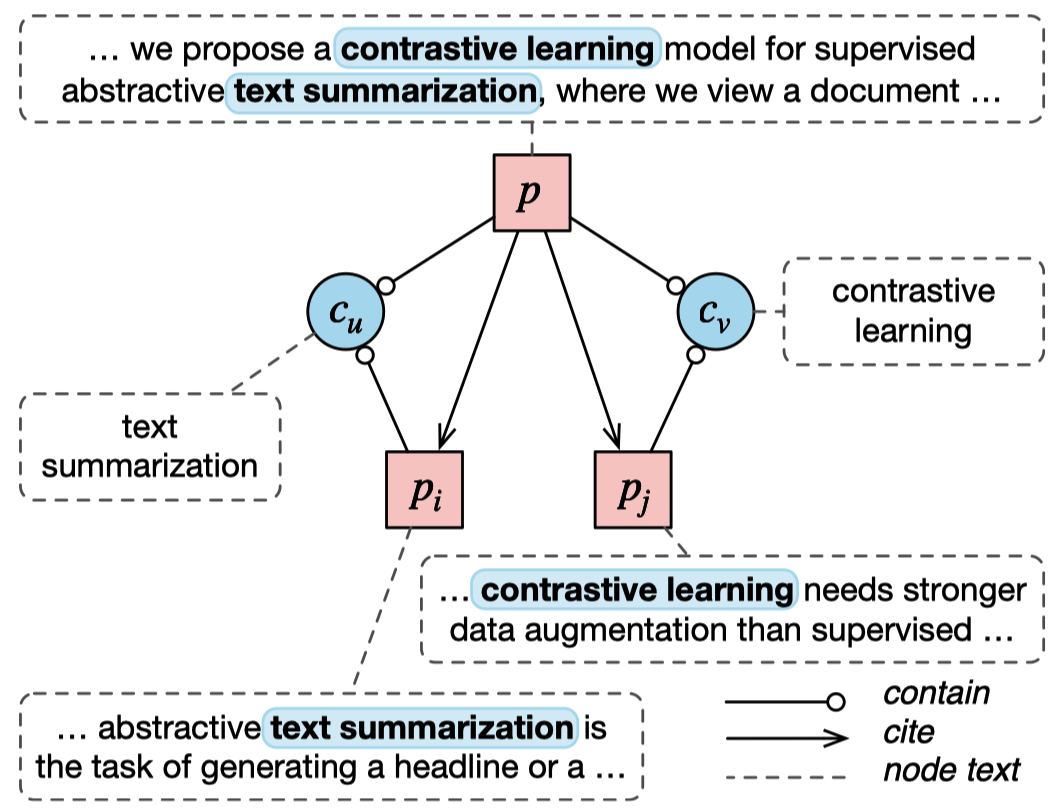 … we propose a contrastive learning model for supervised
abstractive text summarization, where we view a document …
p
c_u
c_v
contrastive
learning
text
summarization
p_i
p_j
… contrastive learning needs stronger
data augmentation than supervised …
… abstractive text summarization is
the task of generating a headline or a …
contain
cite
node text